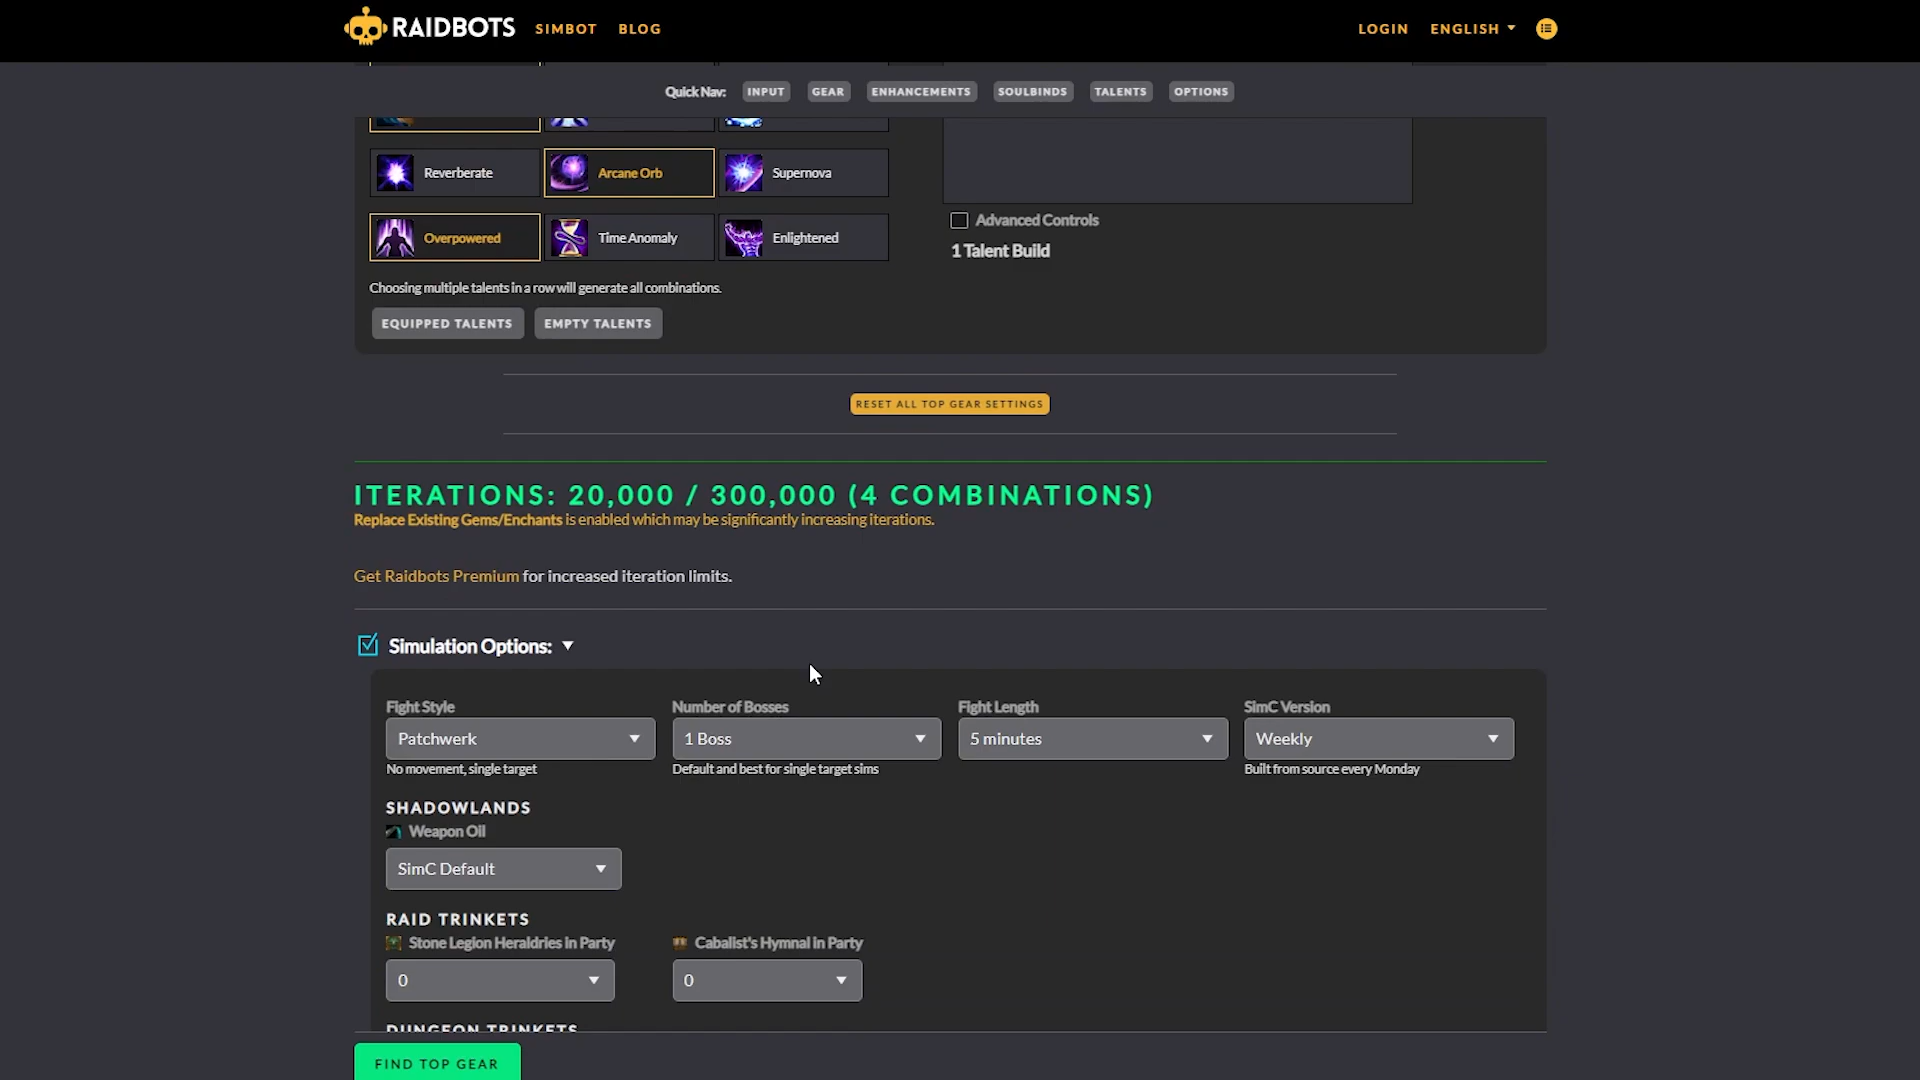 RAIDBOTS SIMBOT BLOG LOGIN ENGLISH
Quick Nav: INPUT GEAR ENHANCEMENTS SOULBINDS TALENTS OPTIONS
Reverberate Arcane Orb Supernova
Advanced Controls
Overpowered Time Anomaly Enlightened
1 Talent Build
Choosing multiple talents in a row will generate all combinations.
EQUIPPED TALENTS EMPTY TALENTS
RESET ALL TOP GEAR SETTINGS
ITERATIONS: 20,000 / 300,000 (4 COMBINATIONS)
Replace Existing Gems/Enchants is enabled which may be significantly increasing iterations.
Get Raidbots Premium for increased iteration limits.
Simulation Options:
Fight Style Number of Bosses Fight Length SimC Version
Patchwerk 1 Boss 5 minutes Weekly
No movement, single target Default and best for single target sims Built from source every Monday
SHADOWLANDS
Weapon Oil
SimC Default
RAID TRINKETS
Stone Legion Heraldries in Party Cabalist's Hymnal in Party
0 0
DUNGEON TRINKETS
FIND TOP GEAR